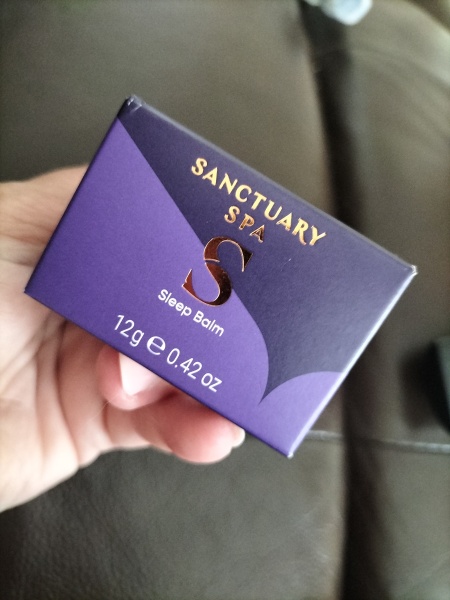 SANCTUARY
SPA
S
Sleep Balm
12g ℮ 0.42 oz